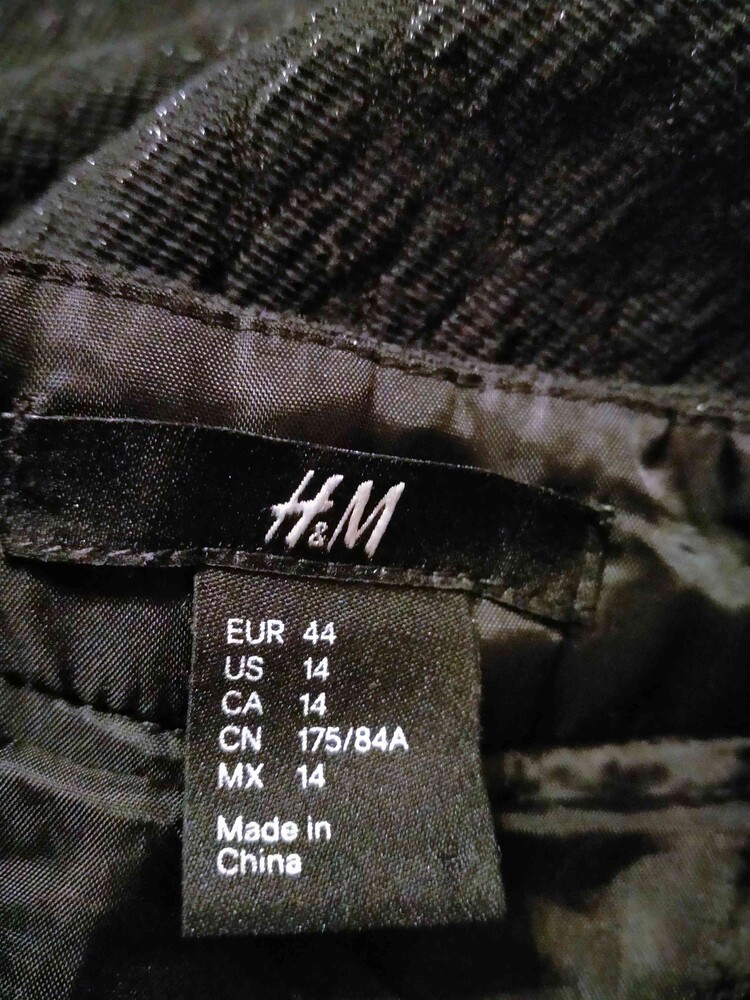 H&M
EUR 44
US 14
CA 14
CN 175/84A
MX 14
Made in
China